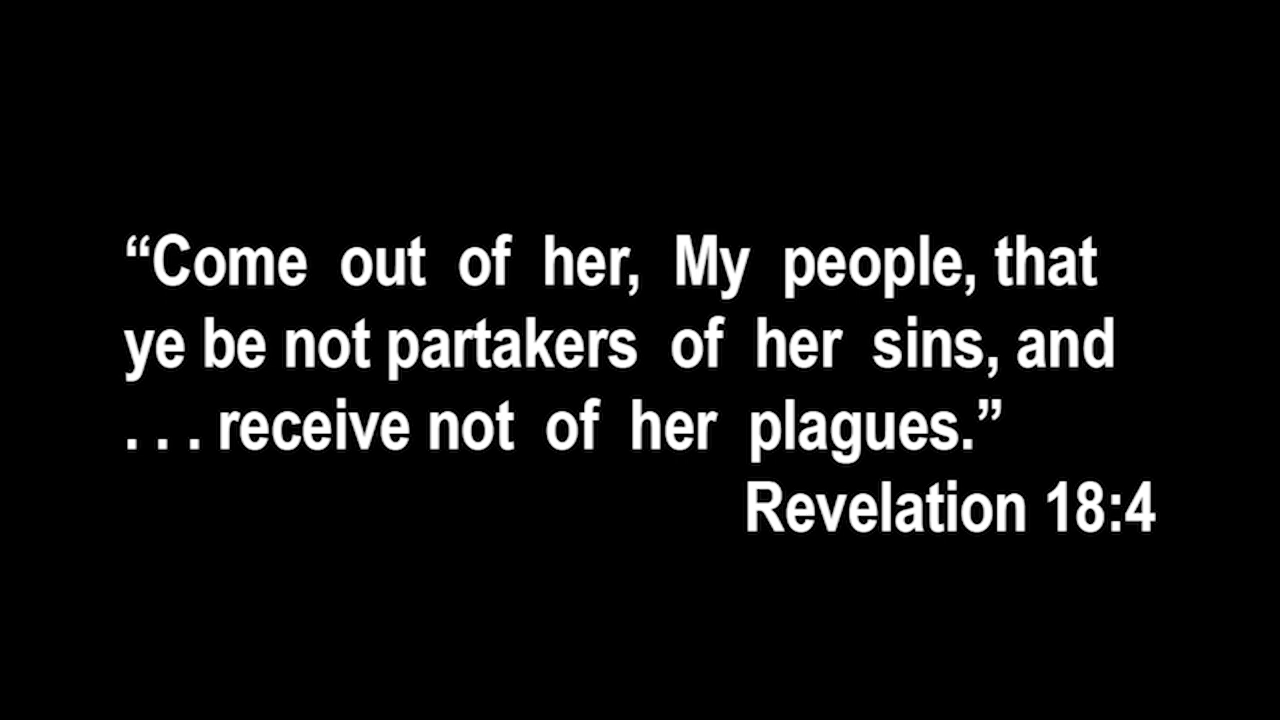 “Come out of her, My people, that
ye be not partakers of her sins, and
. . . receive not of her plagues.”
Revelation 18:4